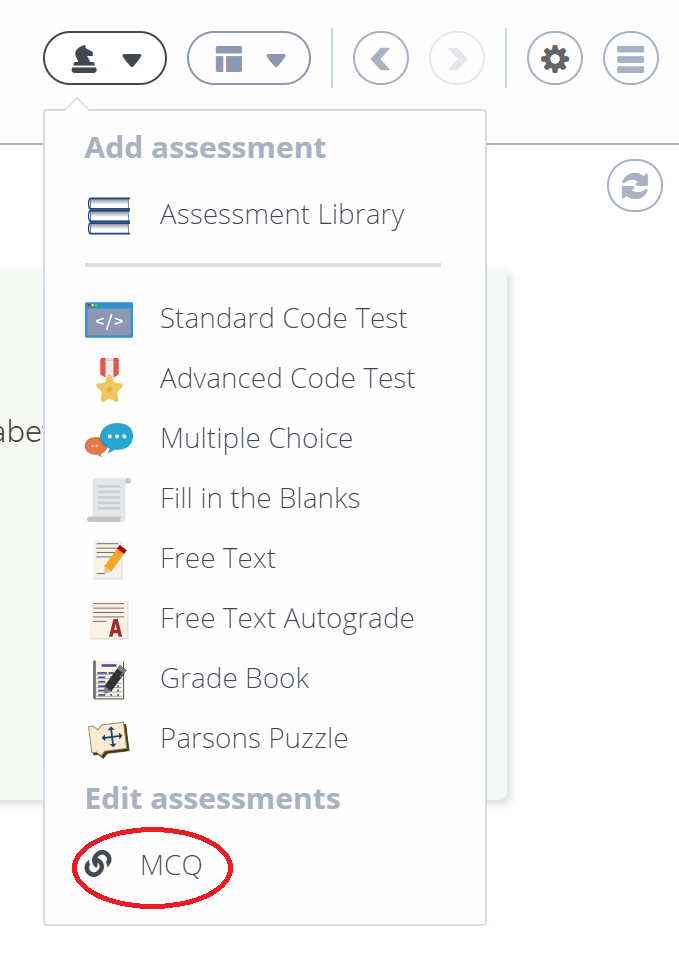 Add assessment
Assessment Library
</>
Standard Code Test
Advanced Code Test
Multiple Choice
Fill in the Blanks
Free Text
A
Free Text Autograde
Grade Book
Parsons Puzzle
Edit assessments
MCQ